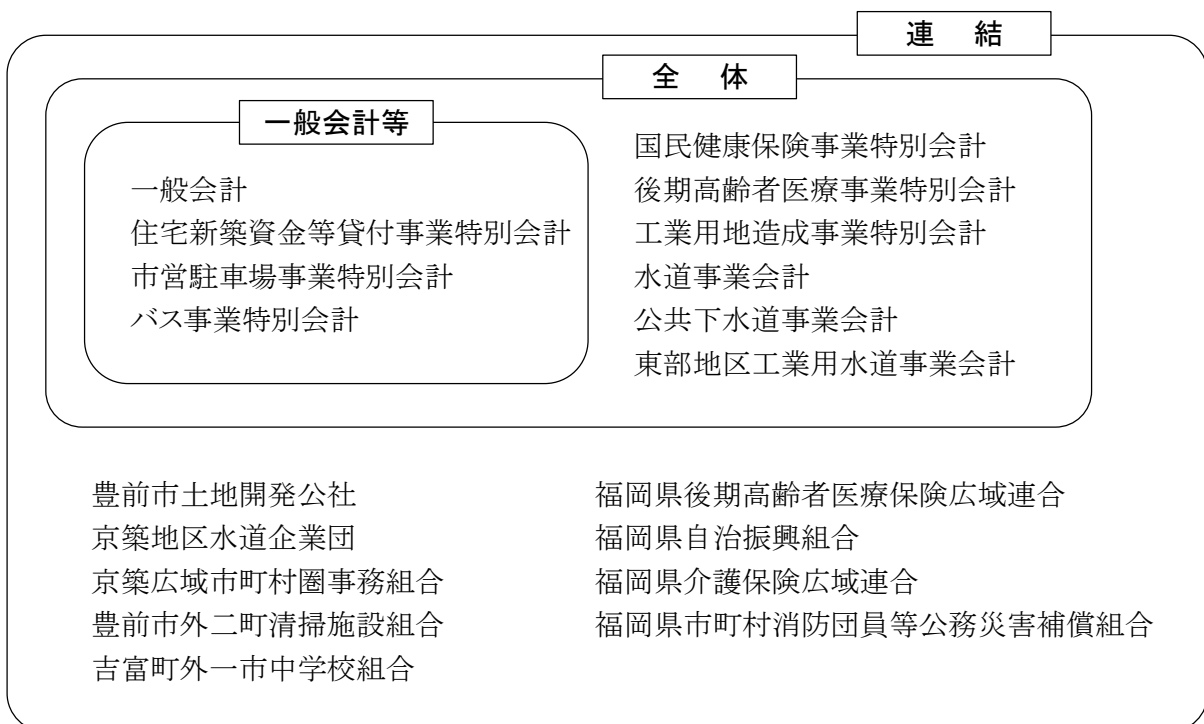 連　結
全　体
一般会計等
一般会計
住宅新築資金等貸付事業特別会計
市営駐車場事業特別会計
バス事業特別会計
国民健康保険事業特別会計
後期高齢者医療事業特別会計
工業用地造成事業特別会計
水道事業会計
公共下水道事業会計
東部地区工業用水道事業会計
豊前市土地開発公社
京築地区水道企業団
京築広域市町村圏事務組合
豊前市外二町清掃施設組合
吉富町外一市中学校組合
福岡県後期高齢者医療保険広域連合
福岡県自治振興組合
福岡県介護保険広域連合
福岡県市町村消防団員等公務災害補償組合